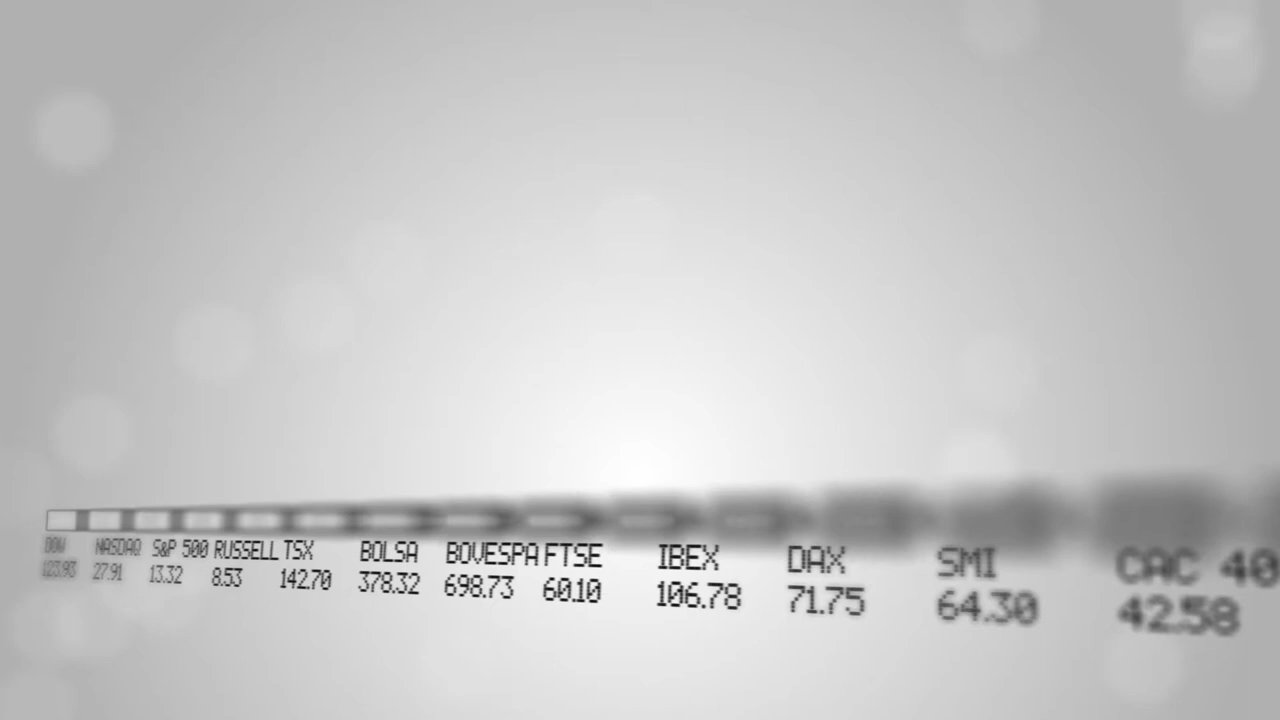 DOW NASDAQ S&P 500 RUSSELL TSX BOLSA BOVESPA FTSE IBEX DAX SMI CAC 40
27.91 13.32 8.53 142.70 378.32 698.73 60.10 106.78 71.75 64.30 42.58